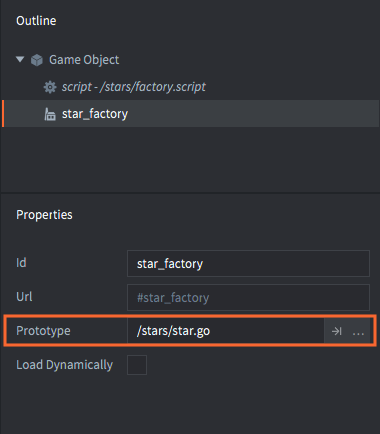 Outline
Game Object
script - /stars/factory.script
star_factory
Properties
Id star_factory
Url #star_factory
Prototype /stars/star.go ...
Load Dynamically